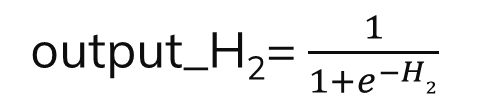 output_H₂= 1/(1+e^(−H₂))